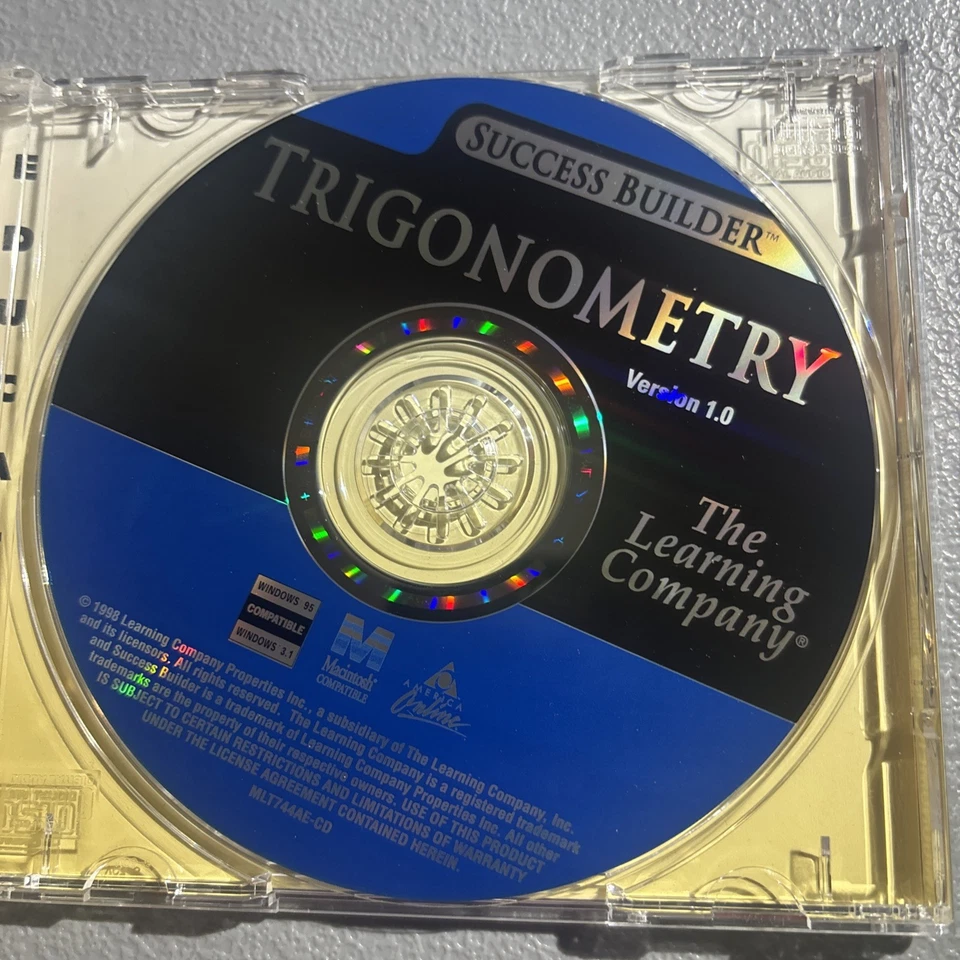 SUCCESS BUILDER™
TRIGONOMETRY
Version 1.0
The
Learning
Company®
WINDOWS 95
COMPATIBLE
WINDOWS 3.1
Macintosh
COMPATIBLE
AMERICA
Online
© 1998 Learning Company Properties Inc., a subsidiary of The Learning Company, Inc.
and its licensors. All rights reserved. The Learning Company is a registered trademark
and Success Builder is a trademark of Learning Company Properties Inc. All other
trademarks are the property of their respective owners. USE OF THIS PRODUCT
IS SUBJECT TO CERTAIN RESTRICTIONS AND LIMITATIONS OF WARRANTY
UNDER THE LICENSE AGREEMENT CONTAINED HEREIN.
MLT744AE-CD
E
D
U
C
A